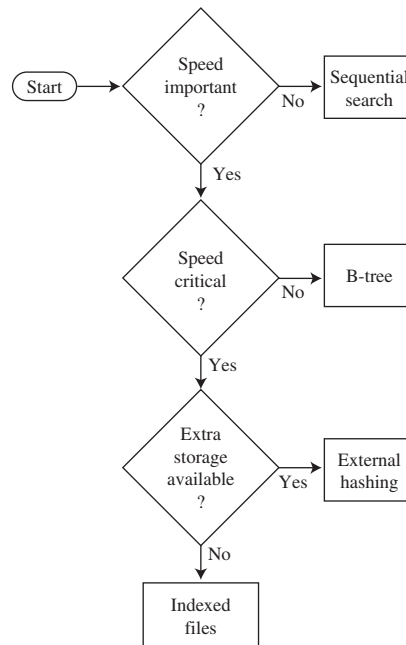 Start
Speed
important
?
No
Sequential
search
Yes
Speed
critical
?
No
B-tree
Yes
Extra
storage
available
?
Yes
External
hashing
No
Indexed
files